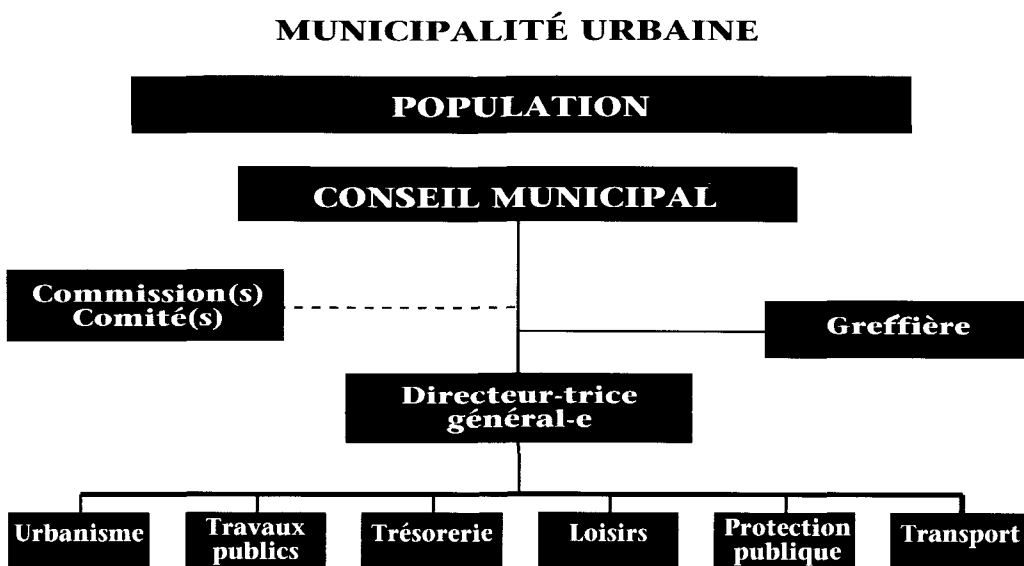 MUNICIPALITÉ URBAINE
POPULATION
CONSEIL MUNICIPAL
Commission(s)
Comité(s)
Greffière
Directeur-trice
général-e
Urbanisme
Travaux
publics
Trésorerie
Loisirs
Protection
publique
Transport